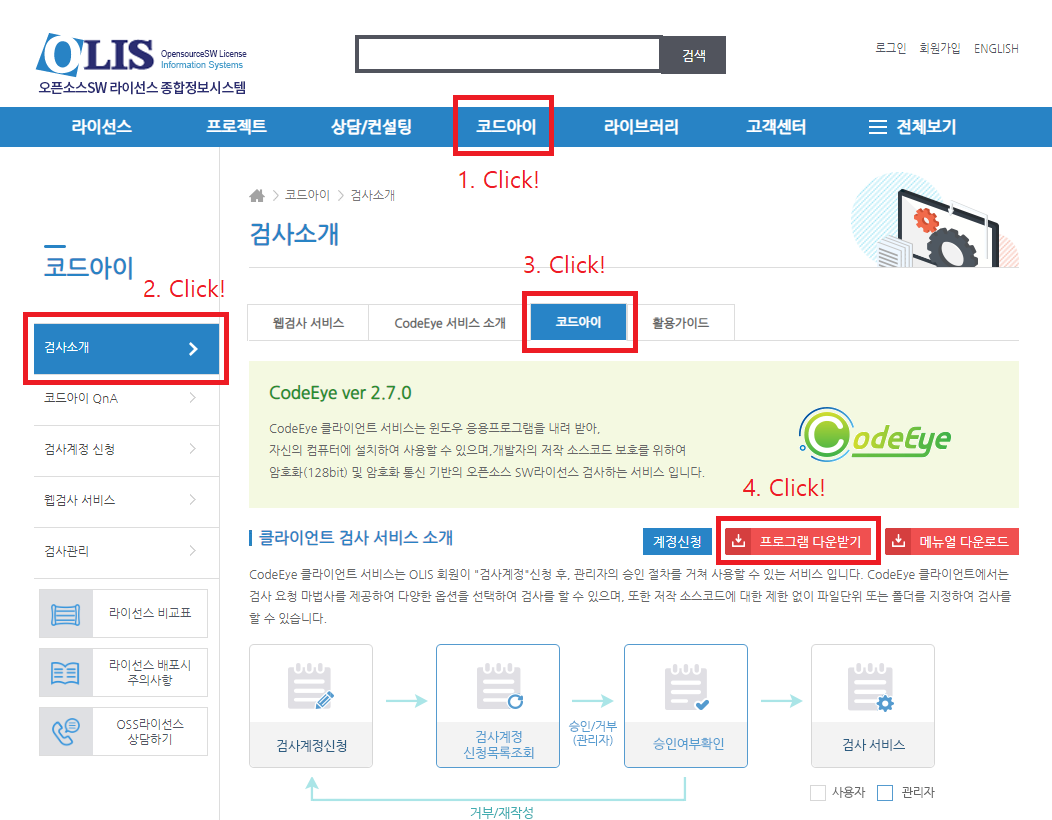 OLIS OpensourceSW License
Information Systems
오픈소스SW 라이선스 종합정보시스템
검색
로그인 회원가입 ENGLISH
라이선스 프로젝트 상담/컨설팅 코드아이 라이브러리 고객센터 전체보기
1. Click!
코드아이 검사소개
검사소개
코드아이
2. Click!
3. Click!
검사소개
코드아이 QnA
검사계정 신청
웹검사 서비스
검사관리
라이선스 비교표
라이선스 배포시
주의사항
OSS라이선스
상담하기
웹검사 서비스 CodeEye 서비스 소개 코드아이 활용가이드
CodeEye ver 2.7.0
CodeEye 클라이언트 서비스는 윈도우 응용프로그램을 내려 받아,
자신의 컴퓨터에 설치하여 사용할 수 있으며,개발자의 저작 소스코드 보호를 위하여
암호화(128bit) 및 암호화 통신 기반의 오픈소스 SW라이선스 검사하는 서비스 입니다.
CodeEye
4. Click!
클라이언트 검사 서비스 소개
계정신청 프로그램 다운받기 메뉴얼 다운로드
CodeEye 클라이언트 서비스는 OLIS 회원이 "검사계정"신청 후, 관리자의 승인 절차를 거쳐 사용할 수 있는 서비스 입니다. CodeEye 클라이언트에서는
검사 요청 마법사를 제공하여 다양한 옵션을 선택하여 검사를 할 수 있으며, 또한 저작 소스코드에 대한 제한 없이 파일단위 또는 폴더를 지정하여 검사를
할 수 있습니다.
검사계정신청
검사계정
신청목록조회
승인/거부
(관리자)
승인여부확인
검사 서비스
거부/재작성
사용자 관리자